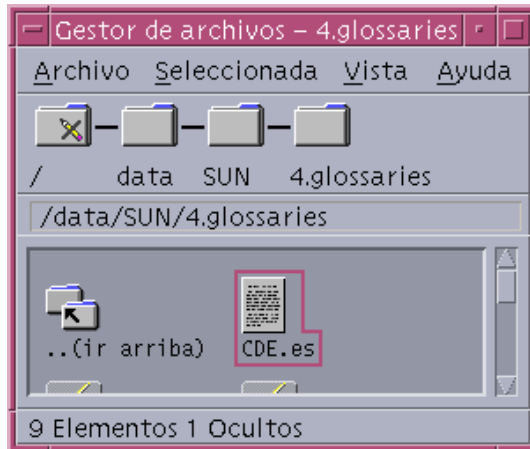 Gestor de archivos – 4.glossaries
Archivo Seleccionada Vista Ayuda
/ data SUN 4.glossaries
/data/SUN/4.glossaries
..(ir arriba) CDE.es
9 Elementos 1 Ocultos